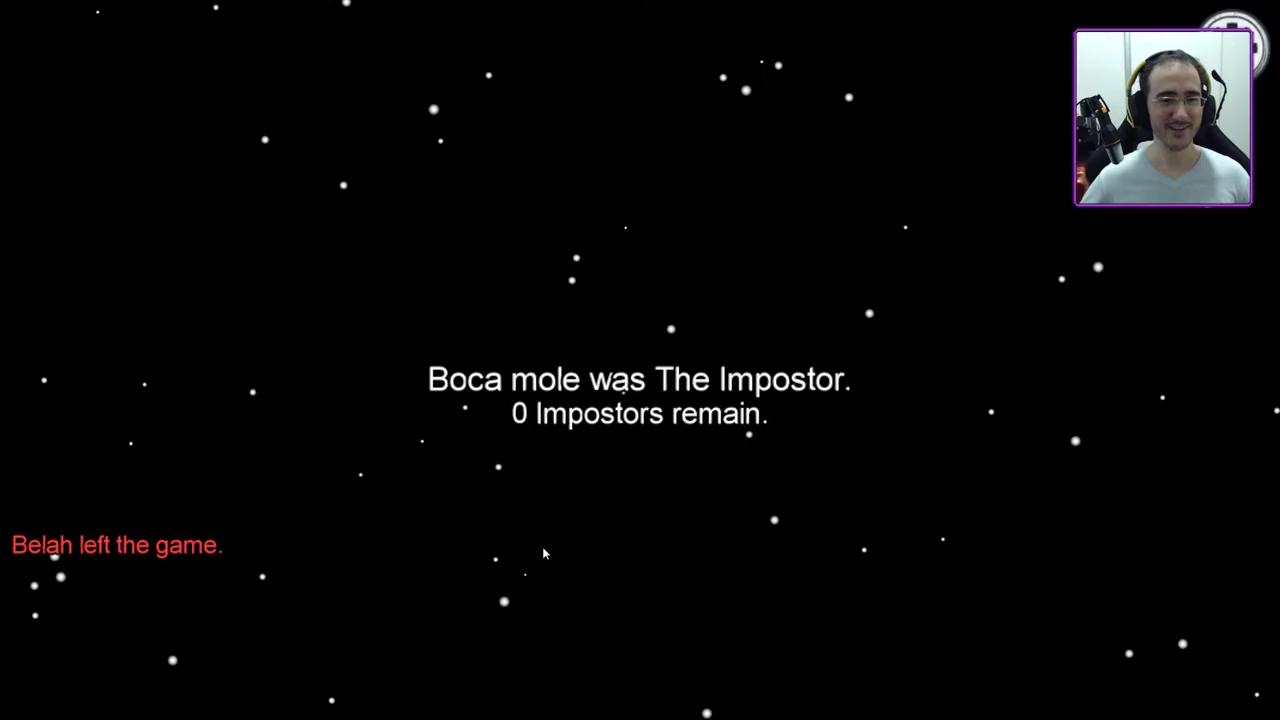 Boca mole was The Impostor.
0 Impostors remain.
Belah left the game.